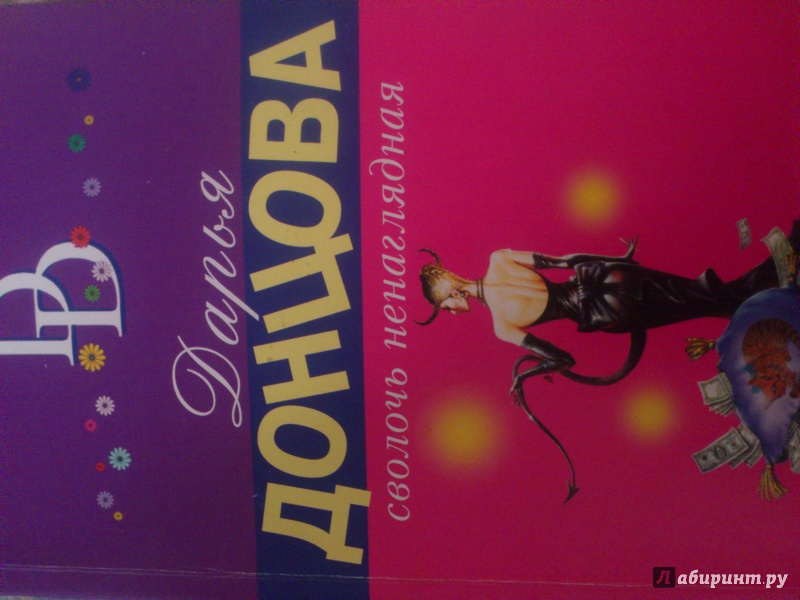 Дарья
ДОНЦОВА
сволочь ненаглядная
Лабиринт.ру